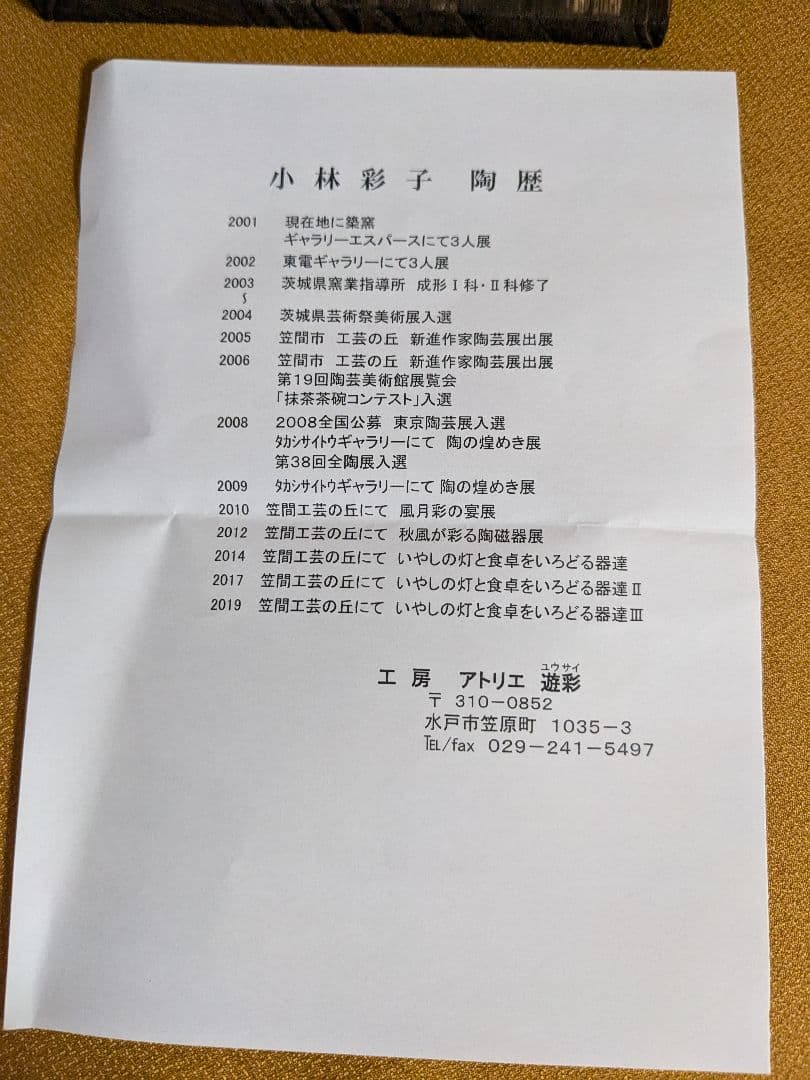 小林彩子 陶歴
2001 現在地に築窯
ギャラリーエスパースにて3人展
2002 東電ギャラリーにて3人展
2003 茨城県窯業指導所 成形Ⅰ科・Ⅱ科修了
〜
2004 茨城県芸術祭美術展入選
2005 笠間市 工芸の丘 新進作家陶芸展出展
2006 笠間市 工芸の丘 新進作家陶芸展出展
第19回陶芸美術館展覧会
「抹茶茶碗コンテスト」入選
2008 2008全国公募 東京陶芸展入選
ﾀｶｼｻｲﾄｳギャラリーにて 陶の煌めき展
第38回全陶展入選
2009 ﾀｶｼｻｲﾄｳギャラリーにて 陶の煌めき展
2010 笠間工芸の丘にて 風月彩の宴展
2012 笠間工芸の丘にて 秋風が彩る陶磁器展
2014 笠間工芸の丘にて いやしの灯と食卓をいろどる器達
2017 笠間工芸の丘にて いやしの灯と食卓をいろどる器達Ⅱ
2019 笠間工芸の丘にて いやしの灯と食卓をいろどる器達Ⅲ
ユウサイ
工房 アトリエ 遊彩
〒 310-0852
水戸市笠原町 1035-3
℡/fax 029-241-5497